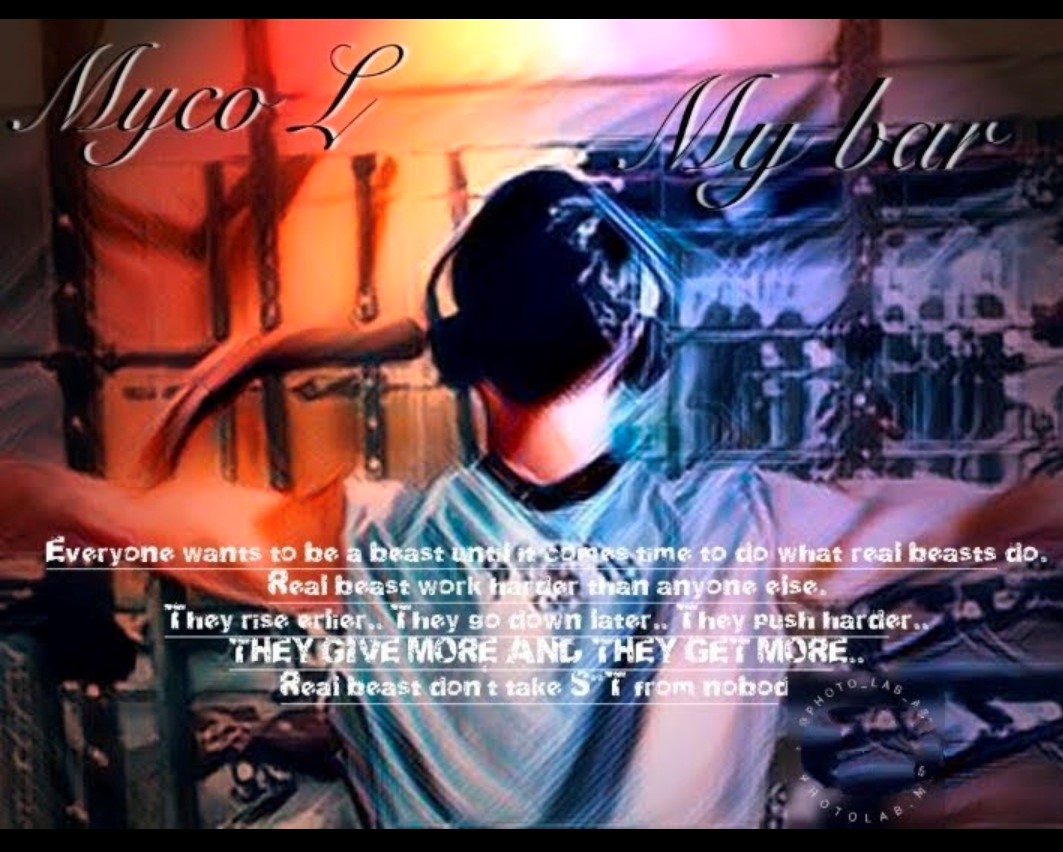 Myco L
My bar
Everyone wants to be a beast until it comes time to do what real beasts do.
Real beast work harder than anyone else.
They rise erlier.. They go down later.. They push harder..
THEY GIVE MORE AND THEY GET MORE..
Real beast don t take S**T from nobod
@PHOTO_LAB_A
PHOTOLAB.M